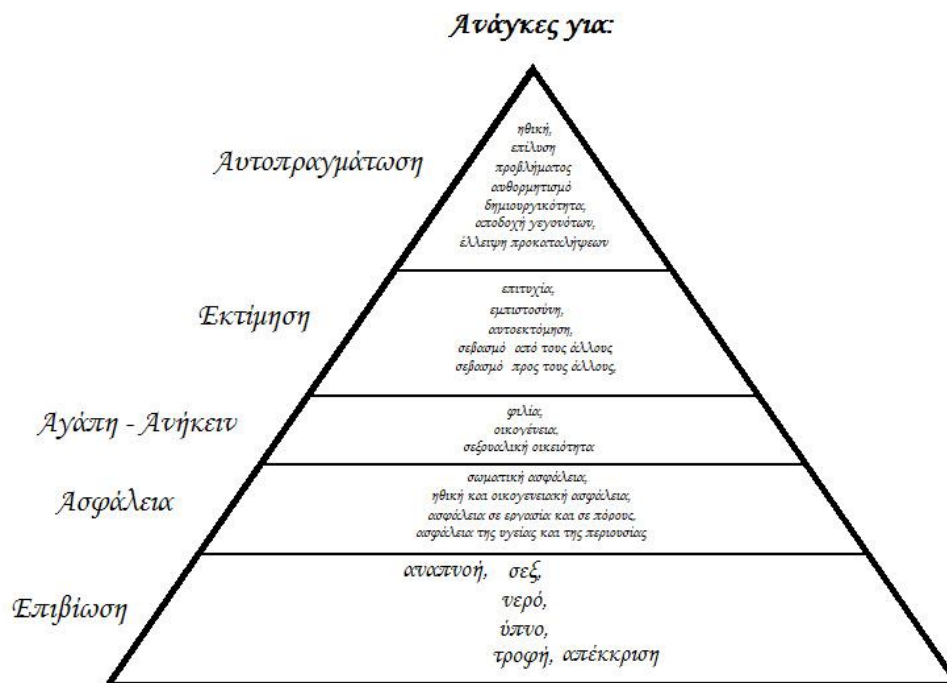 Ανάγκες για:
Αυτοπραγμάτωση
ηθική,
επίλυση
προβλήματος
αυθορμητισμό
δημιουργικότητα,
αποδοχή γεγονότων,
έλλειψη προκαταλήψεων
Εκτίμηση
επιτυχία,
εμπιστοσύνη,
αυτοεκτόμηση,
σεβασμό από τους άλλους
σεβασμό προς τους άλλους,
Αγάπη - Ανήκειν
φιλία,
οικογένεια,
σεξουαλική οικειότητα
Ασφάλεια
σωματική ασφάλεια,
ηθική και οικογενειακή ασφάλεια,
ασφάλεια σε εργασία και σε πόρους,
ασφάλεια της υγείας και της περιουσίας
Επιβίωση
αναπνοή, σεξ,
νερό,
ύπνο,
τροφή, απέκκριση